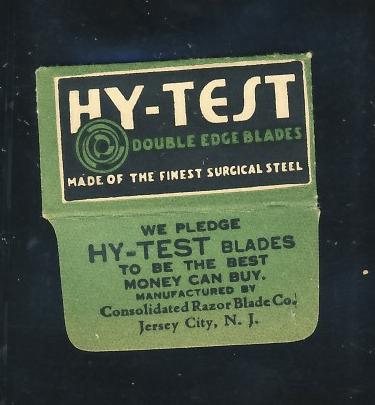 HY-TEST
DOUBLE EDGE BLADES
MADE OF THE FINEST SURGICAL STEEL
WE PLEDGE
HY-TEST BLADES
TO BE THE BEST
MONEY CAN BUY.
MANUFACTURED BY
Consolidated Razor Blade Co.
Jersey City, N. J.